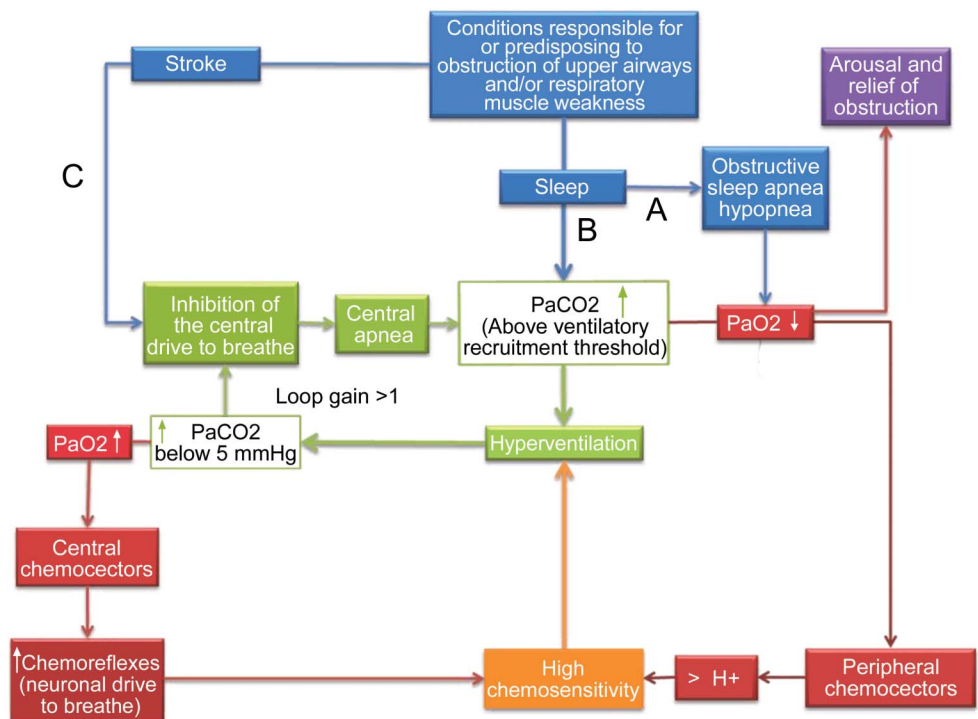 Conditions responsible for
or predisposing to
obstruction of upper airways
and/or respiratory
muscle weakness
Stroke
Arousal and
relief of
obstruction
C
Sleep
A
B
Obstructive
sleep apnea
hypopnea
Inhibition of
the central
drive to breathe
Central
apnea
PaCO2 ↑
(Above ventilatory
recruitment threshold)
PaO2 ↓
Loop gain >1
PaO2 ↑
↑ PaCO2
below 5 mmHg
Hyperventilation
Central
chemocectors
↑Chemoreflexes
(neuronal drive
to breathe)
High
chemosensitivity
> H+
Peripheral
chemocectors